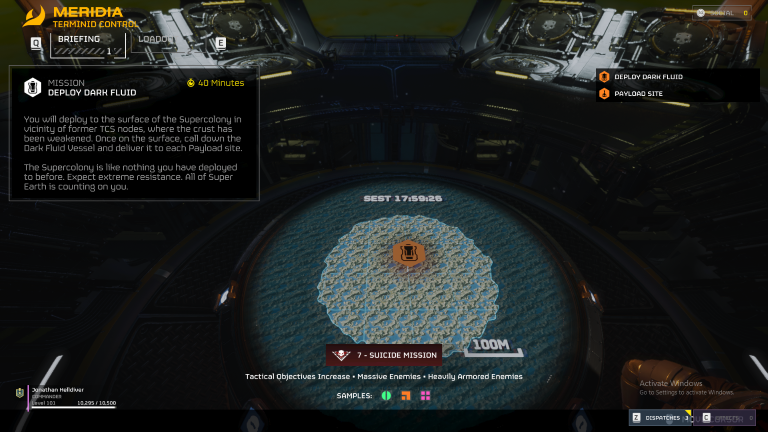 MERIDIA
TERMINID CONTROL
SOCIAL 0
Q BRIEFING LOADOUT E
1
MISSION
DEPLOY DARK FLUID
40 Minutes
You will deploy to the surface of the Supercolony in
vicinity of former TCS nodes, where the crust has
been weakened. Once on the surface, call down the
Dark Fluid Vessel and deliver it to each Payload site.
The Supercolony is like nothing you have deployed
to before. Expect extreme resistance. All of Super
Earth is counting on you.
DEPLOY DARK FLUID
PAYLOAD SITE
SEST 17:59:26
100M
7 - SUICIDE MISSION
Tactical Objectives Increase • Massive Enemies • Heavily Armored Enemies
SAMPLES:
Jonathan Helldiver
COMMANDER
Level 101 10,295 / 10,500
Activate Windows
Go to Settings to activate Windows.
Z DISPATCHES 3
C